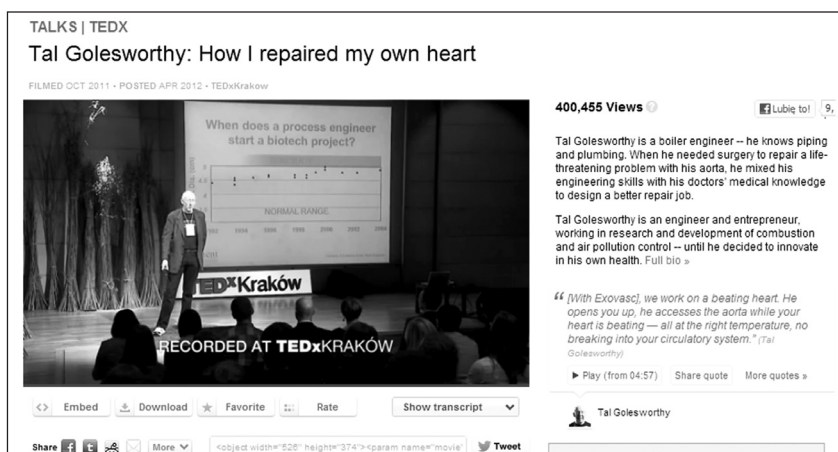 TALKS | TEDX
Tal Golesworthy: How I repaired my own heart
FILMED OCT 2011 • POSTED APR 2012 • TEDxKrakow
When does a process engineer
start a biotech project?
NORMAL RANGE
1992 1994 1996 1998 2000 2002 2004
TEDxKraków
RECORDED AT TEDxKRAKÓW
Embed
Download
Favorite
Rate
Show transcript
Share
More
<object width="526" height="374"><param name="movie"
Tweet
400,455 Views
Lubię to!
9,
Tal Golesworthy is a boiler engineer -- he knows piping
and plumbing. When he needed surgery to repair a life-
threatening problem with his aorta, he mixed his
engineering skills with his doctors' medical knowledge
to design a better repair job.
Tal Golesworthy is an engineer and entrepreneur,
working in research and development of combustion
and air pollution control -- until he decided to innovate
in his own health. Full bio »
“ [With Exovasc], we work on a beating heart. He
opens you up, he accesses the aorta while your
heart is beating — all at the right temperature, no
breaking into your circulatory system.” (Tal
Golesworthy)
Play (from 04:57)
Share quote
More quotes »
Tal Golesworthy